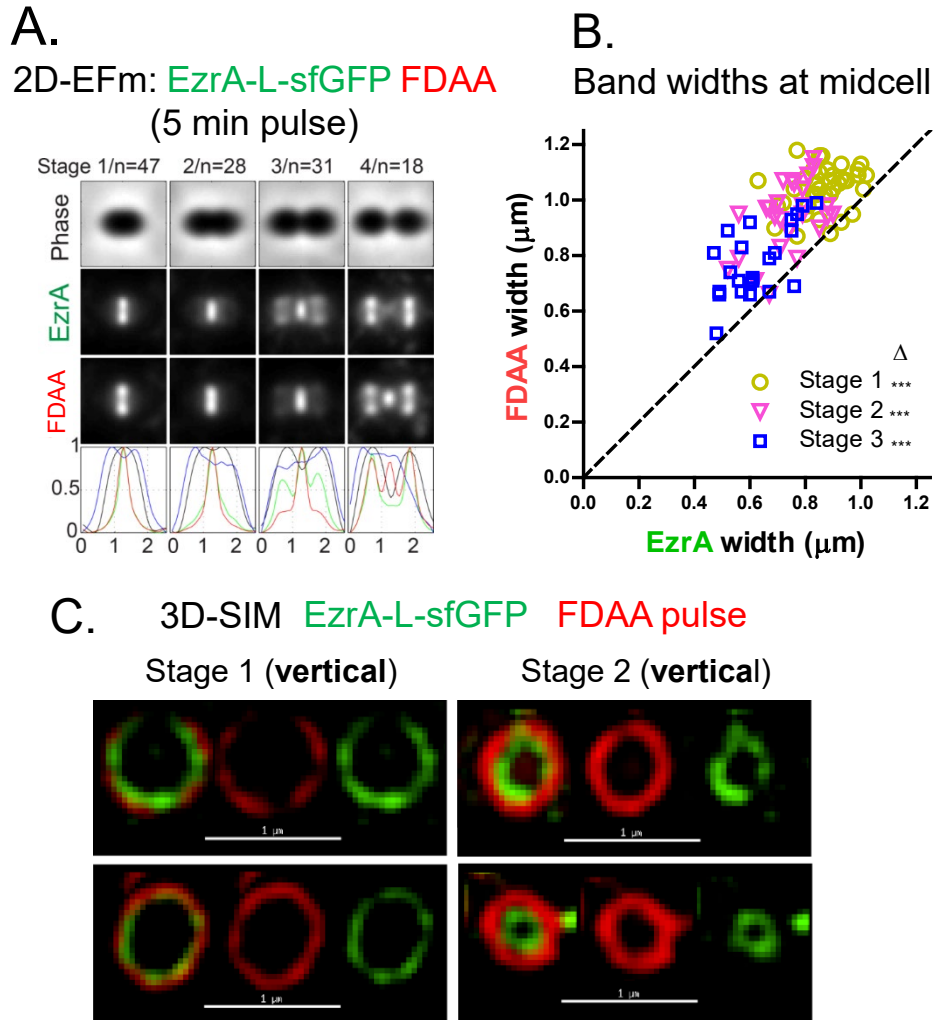 A.
2D-EFm: EzrA-L-sfGFP FDAA
(5 min pulse)
Stage 1/n=47 2/n=28 3/n=31 4/n=18
Phase
EzrA
FDAA
1
0.5
0
0 1 2 0 1 2 0 1 2 0 1 2
B.
Band widths at midcell
FDAA width (μm)
1.2
1.0
0.8
0.6
0.4
0.2
0.0
Δ
Stage 1 ***
Stage 2 ***
Stage 3 ***
0.0 0.2 0.4 0.6 0.8 1.0 1.2
EzrA width (μm)
C. 3D-SIM EzrA-L-sfGFP FDAA pulse
Stage 1 (vertical) Stage 2 (vertical)
1 μm 1 μm
1 μm 1 μm